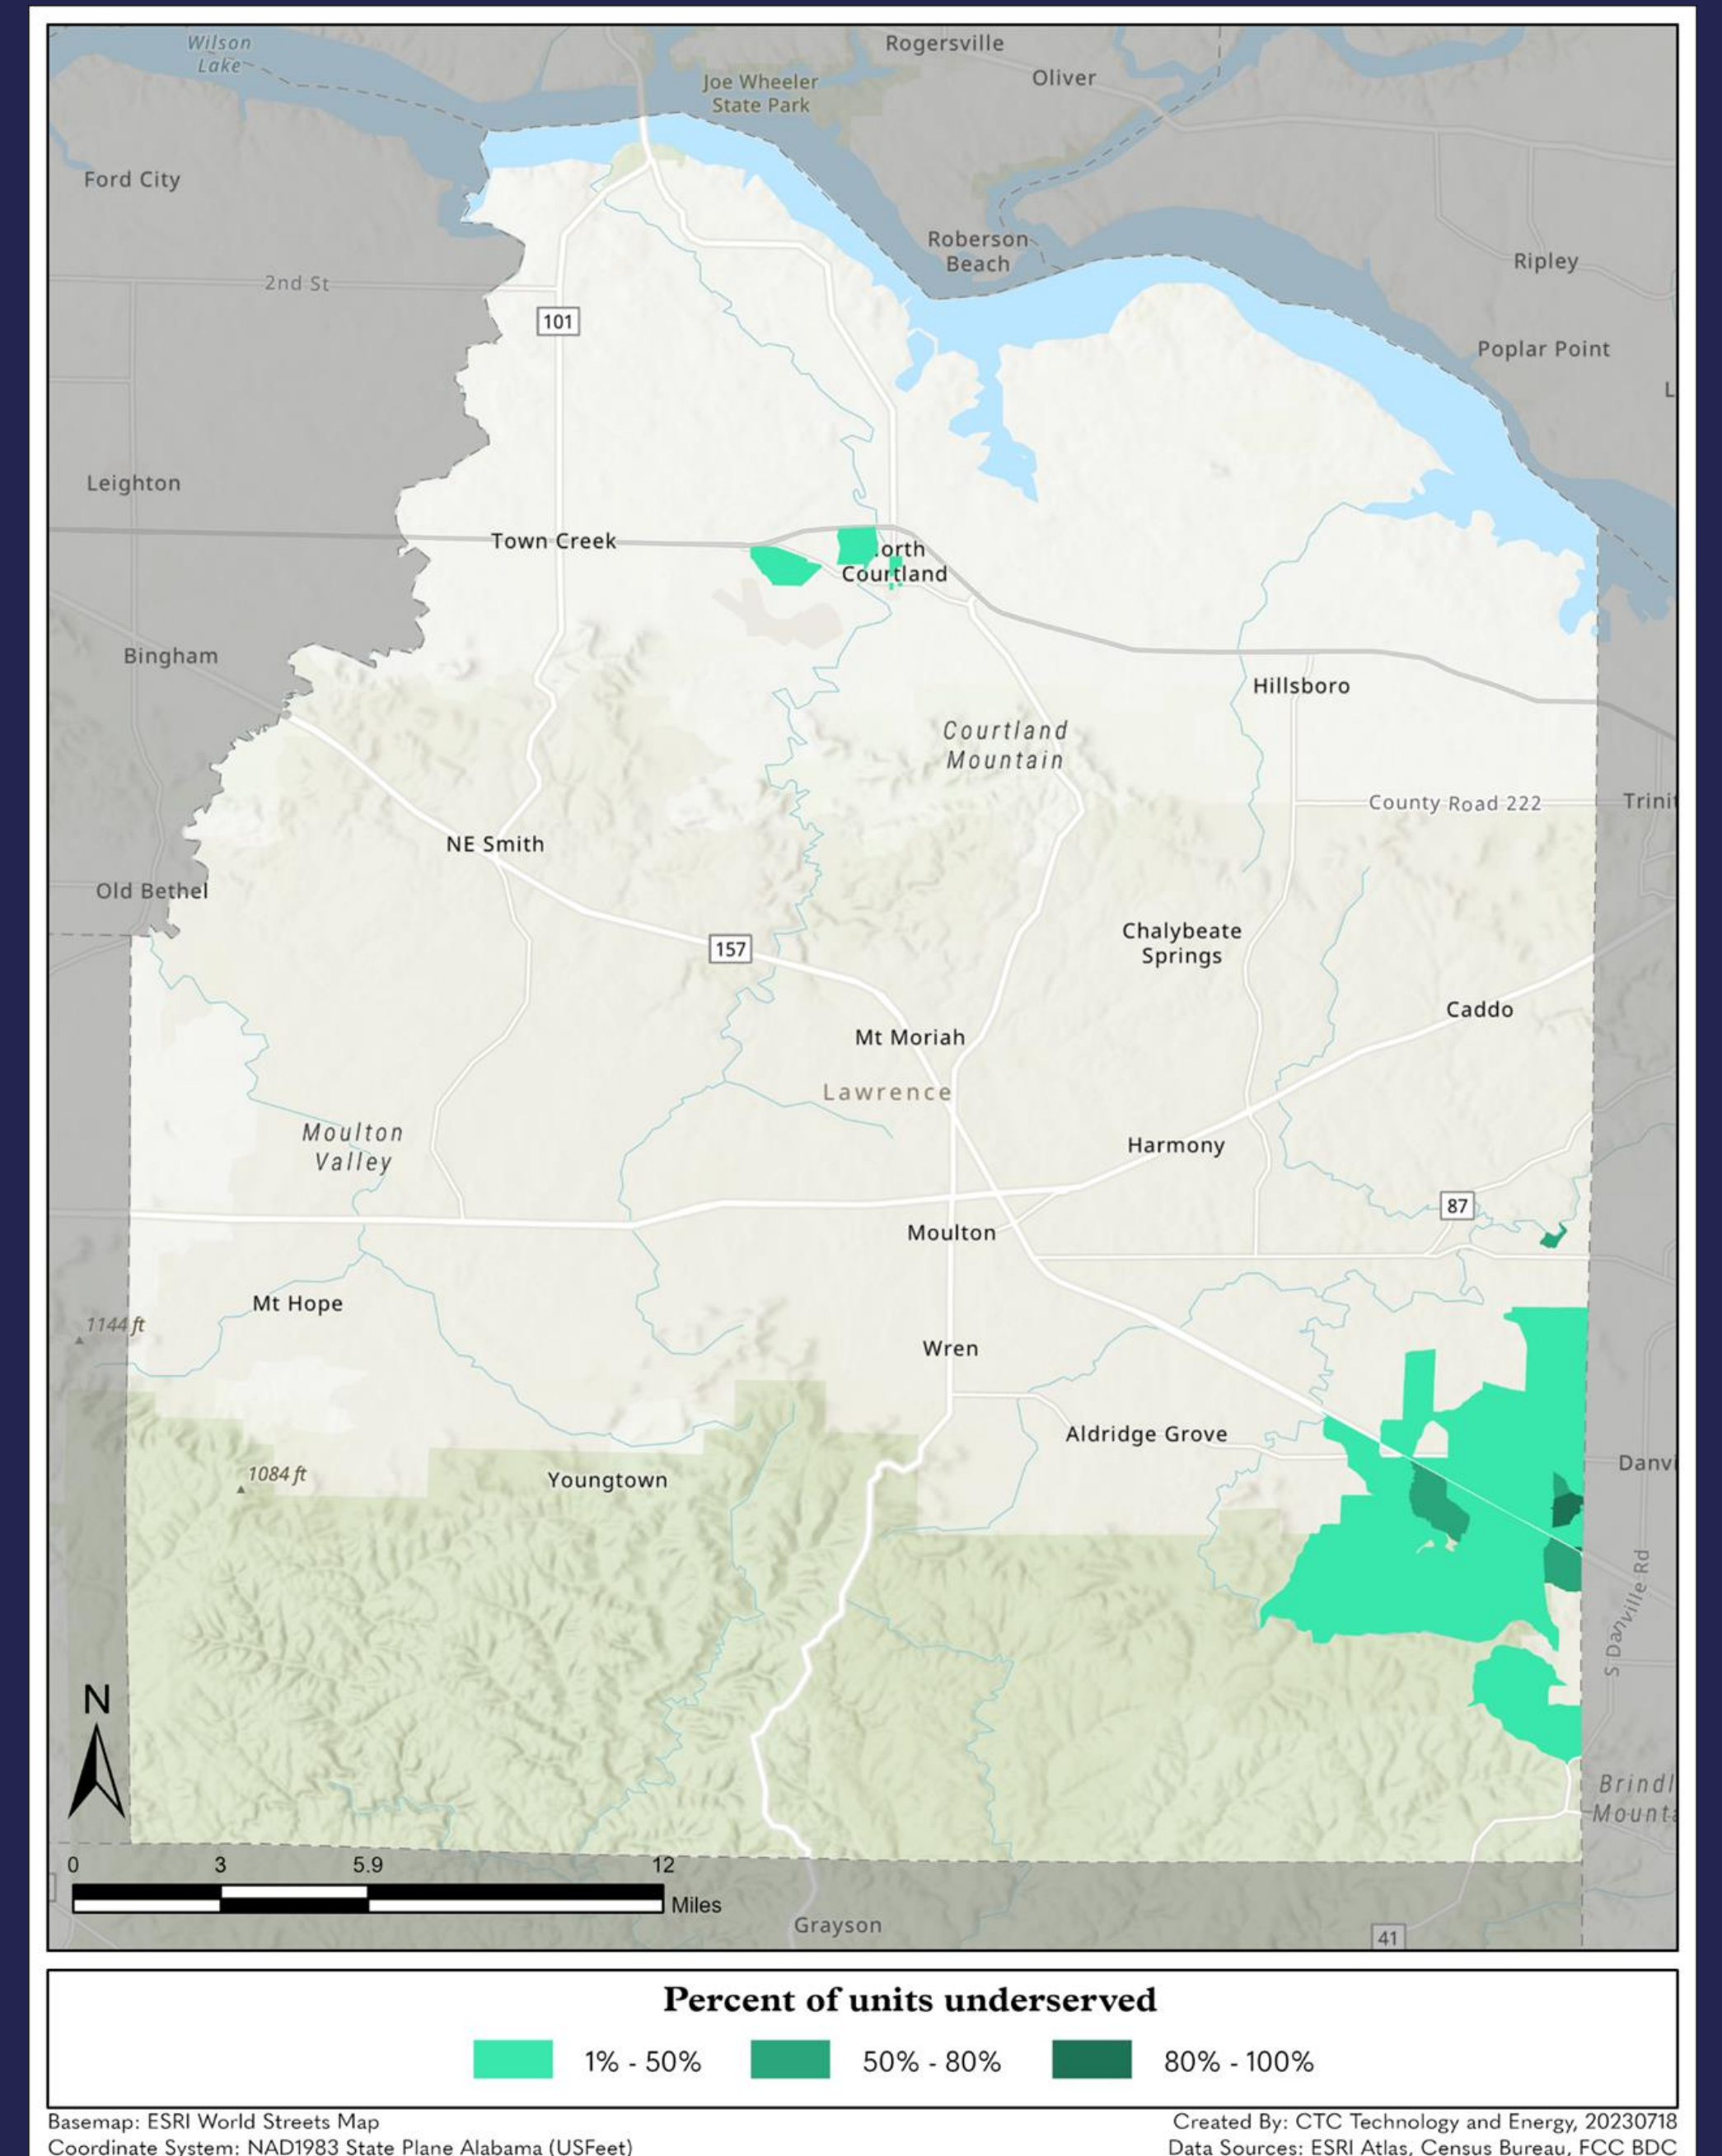 Wilson
Lake
Rogersville
Oliver
Joe Wheeler
State Park
Ford City
Roberson
Beach
Ripley
2nd St
101
Poplar Point
L
Leighton
Town Creek
orth
Courtland
Bingham
Hillsboro
Courtland
Mountain
County Road 222
Trinit
NE Smith
Old Bethel
Chalybeate
Springs
157
Caddo
Mt Moriah
Lawrence
Moulton
Valley
Harmony
87
Moulton
Mt Hope
1144 ft
Wren
Aldridge Grove
Danvi
1084 ft
Youngtown
S Danville Rd
N
Brindl
Mounta
0 3 5.9 12
Miles
Grayson
41
Percent of units underserved
1% - 50% 50% - 80% 80% - 100%
Basemap: ESRI World Streets Map
Coordinate System: NAD1983 State Plane Alabama (USFeet)
Created By: CTC Technology and Energy, 20230718
Data Sources: ESRI Atlas, Census Bureau, FCC BDC